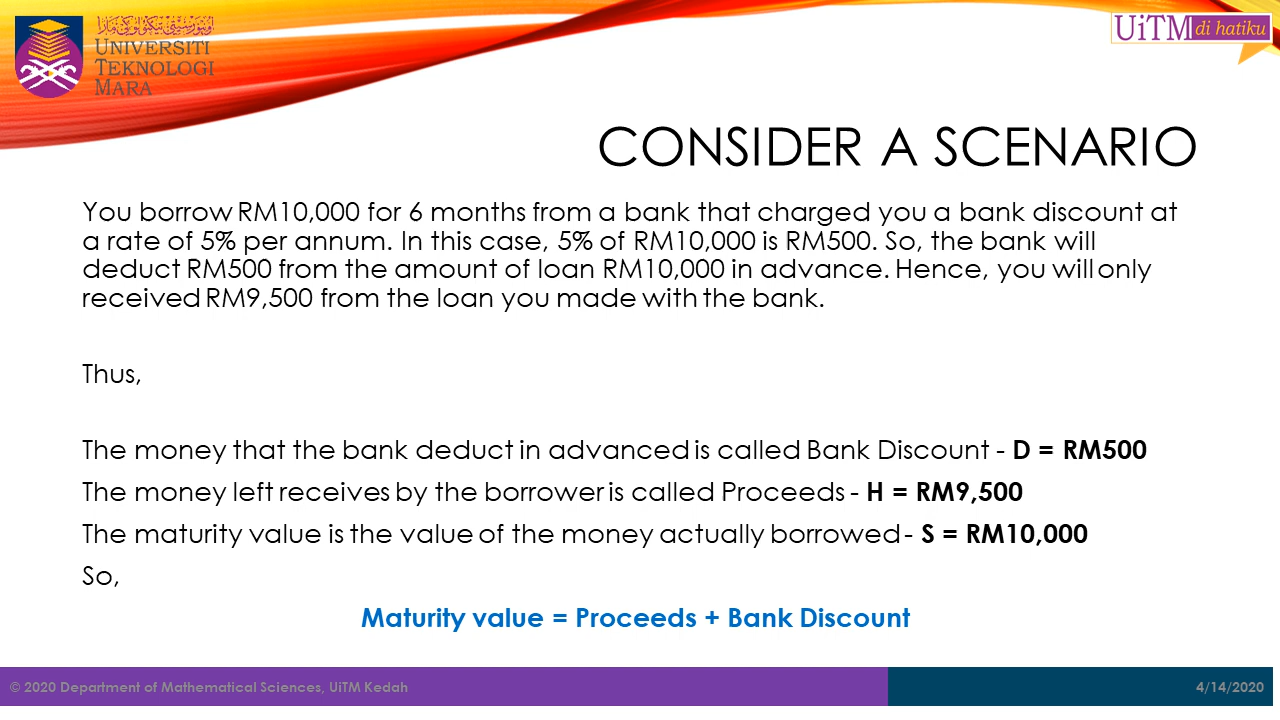 اونيۏرسيتي تيكنولوڬي مارا
UNIVERSITI
TEKNOLOGI
MARA
UiTM di hatiku
CONSIDER A SCENARIO
You borrow RM10,000 for 6 months from a bank that charged you a bank discount at
a rate of 5% per annum. In this case, 5% of RM10,000 is RM500. So, the bank will
deduct RM500 from the amount of loan RM10,000 in advance. Hence, you will only
received RM9,500 from the loan you made with the bank.
Thus,
The money that the bank deduct in advanced is called Bank Discount - D = RM500
The money left receives by the borrower is called Proceeds - H = RM9,500
The maturity value is the value of the money actually borrowed - S = RM10,000
So,
Maturity value = Proceeds + Bank Discount
© 2020 Department of Mathematical Sciences, UiTM Kedah
4/14/2020